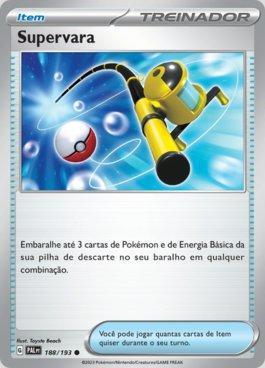 Item
TREINADOR
Supervara
Embaralhe até 3 cartas de Pokémon e de Energia Básica da
sua pilha de descarte no seu baralho em qualquer
combinação.
Illus. Toyste Beach
G PAL PT 188/193
Você pode jogar quantas cartas de Item
quiser durante o seu turno.
©2023 Pokémon/Nintendo/Creatures/GAME FREAK